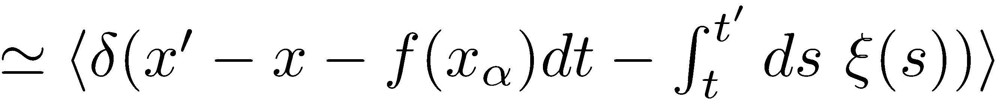 ≃ ⟨δ(x′ − x − f(x_α)dt − ∫_t^{t′} ds ξ(s))⟩